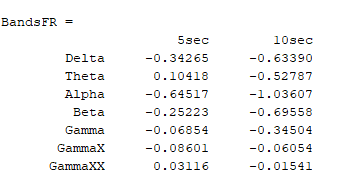 BandsFR =
5sec 10sec
Delta -0.34265 -0.63390
Theta 0.10418 -0.52787
Alpha -0.64517 -1.03607
Beta -0.25223 -0.69558
Gamma -0.06854 -0.34504
GammaX -0.08601 -0.06054
GammaXX 0.03116 -0.01541